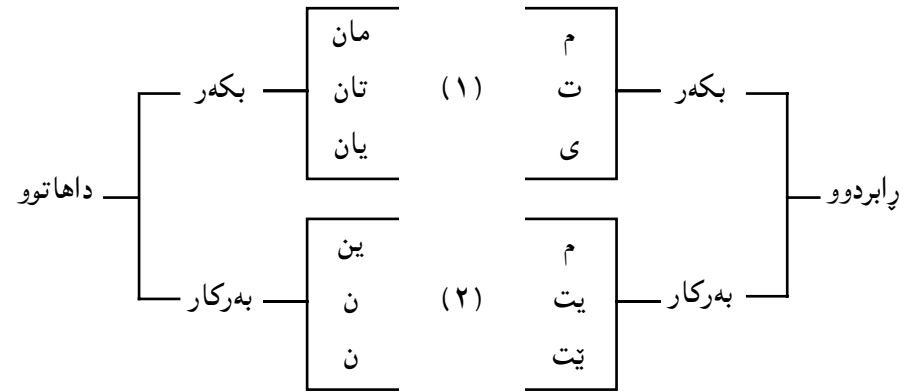 م مان
بکەر ت (١) تان بکەر
ی یان
ڕابردوو داهاتوو
م ین
بەرکار یت (٢) ن بەرکار
ێت ن